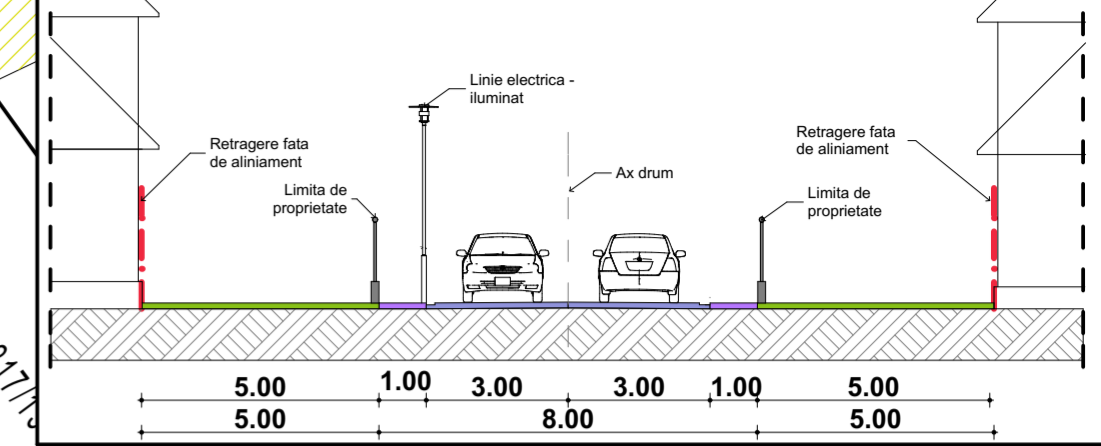 Linie electrica -
iluminat
Retragere fata
de aliniament
Retragere fata
de aliniament
Ax drum
Limita de
proprietate
Limita de
proprietate
5.00 1.00 3.00 3.00 1.00 5.00
5.00 8.00 5.00